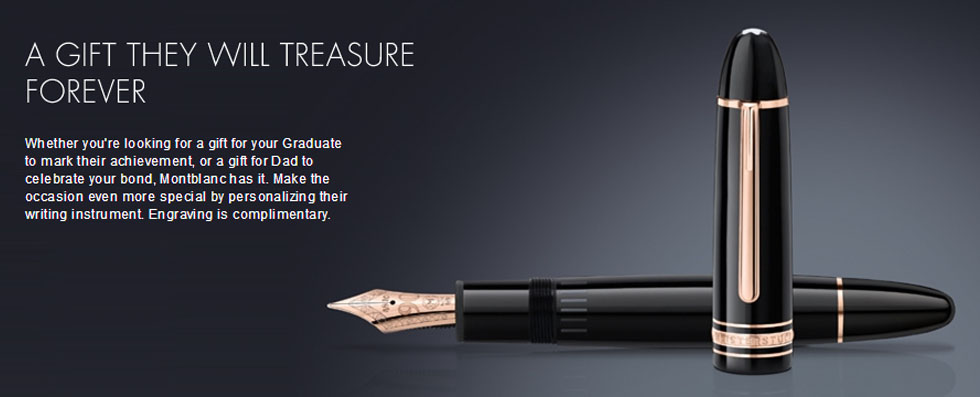 A GIFT THEY WILL TREASURE
FOREVER
Whether you're looking for a gift for your Graduate
to mark their achievement, or a gift for Dad to
celebrate your bond, Montblanc has it. Make the
occasion even more special by personalizing their
writing instrument. Engraving is complimentary.